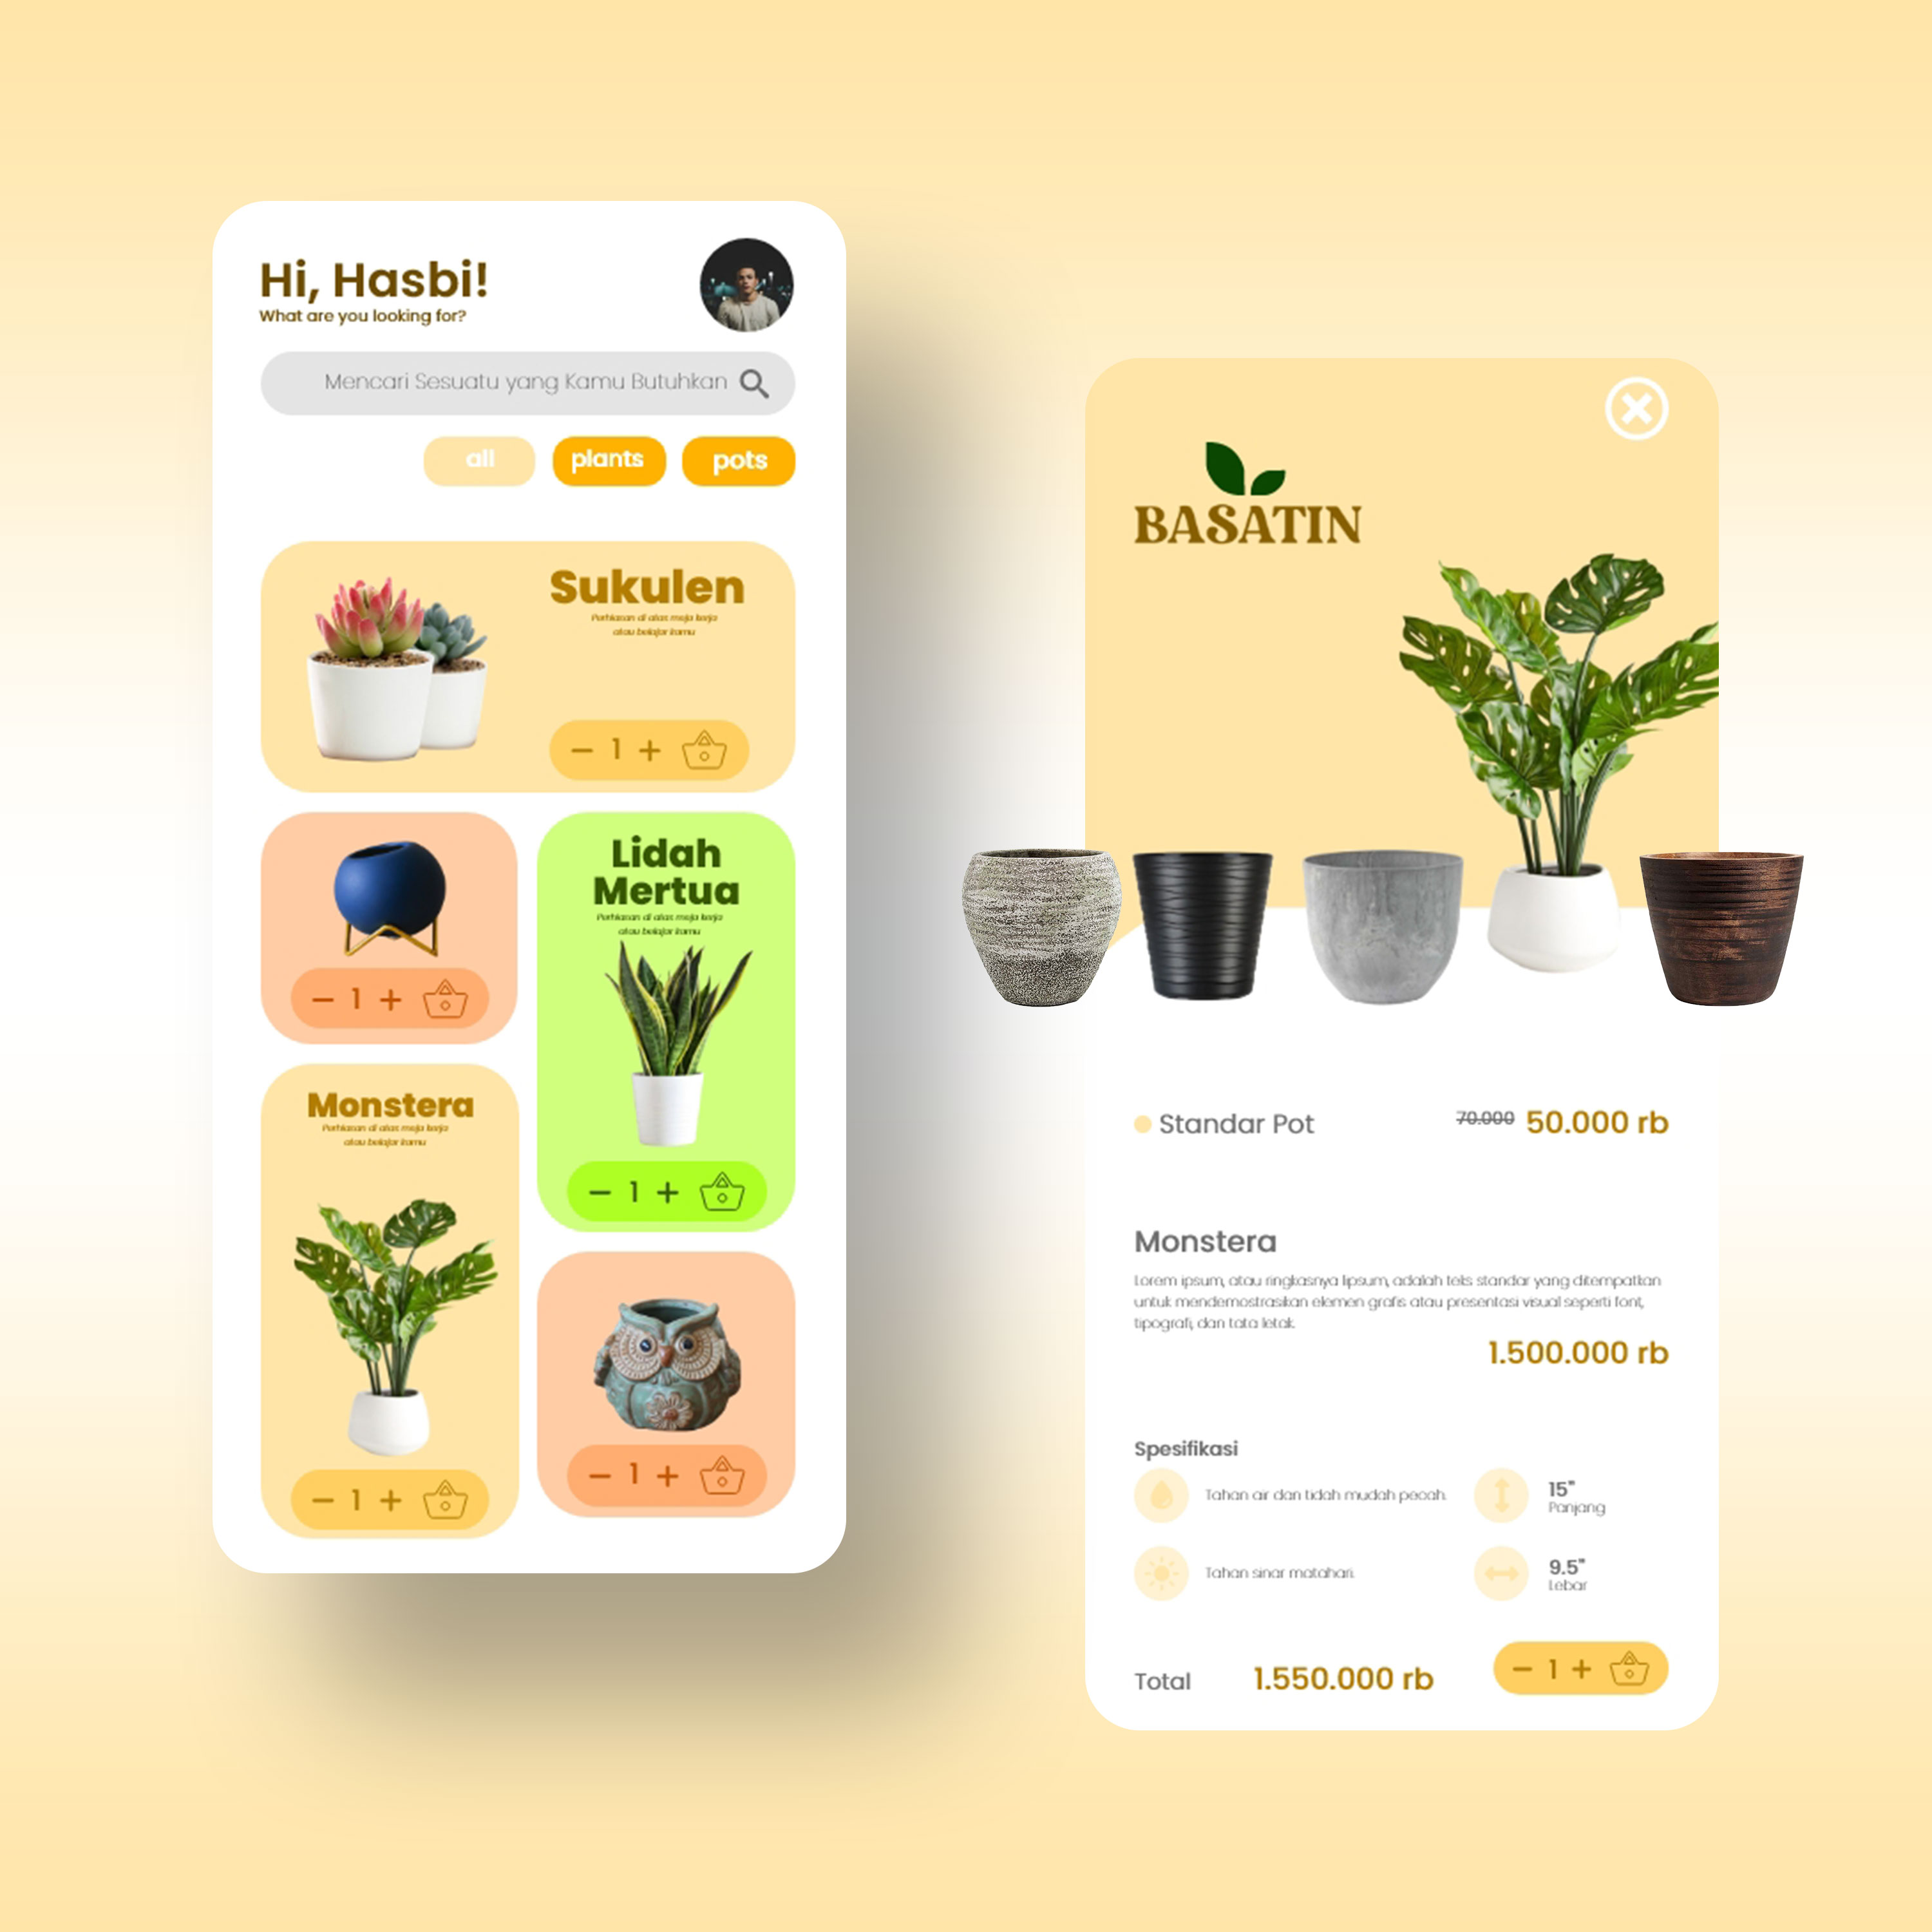 Hi, Hasbi!
What are you looking for?
Mencari Sesuatu yang Kamu Butuhkan
all
plants
pots
Sukulen
Perhiasan di atas meja kerja
atau belajar kamu
1
1
Lidah
Mertua
Perhiasan di atas meja kerja
atau belajar kamu
1
Monstera
Perhiasan di atas meja kerja
atau belajar kamu
1
1
BASATIN
Standar Pot
70.000 50.000 rb
Monstera
Lorem ipsum, atau ringkasnya lipsum, adalah teks standar yang ditempatkan
untuk mendemostrasikan elemen grafis atau presentasi visual seperti font,
tipografi, dan tata letak.
1.500.000 rb
Spesifikasi
Tahan air dan tidah mudah pecah.
15"
Panjang
Tahan sinar matahari.
9.5"
Lebar
Total
1.550.000 rb
1